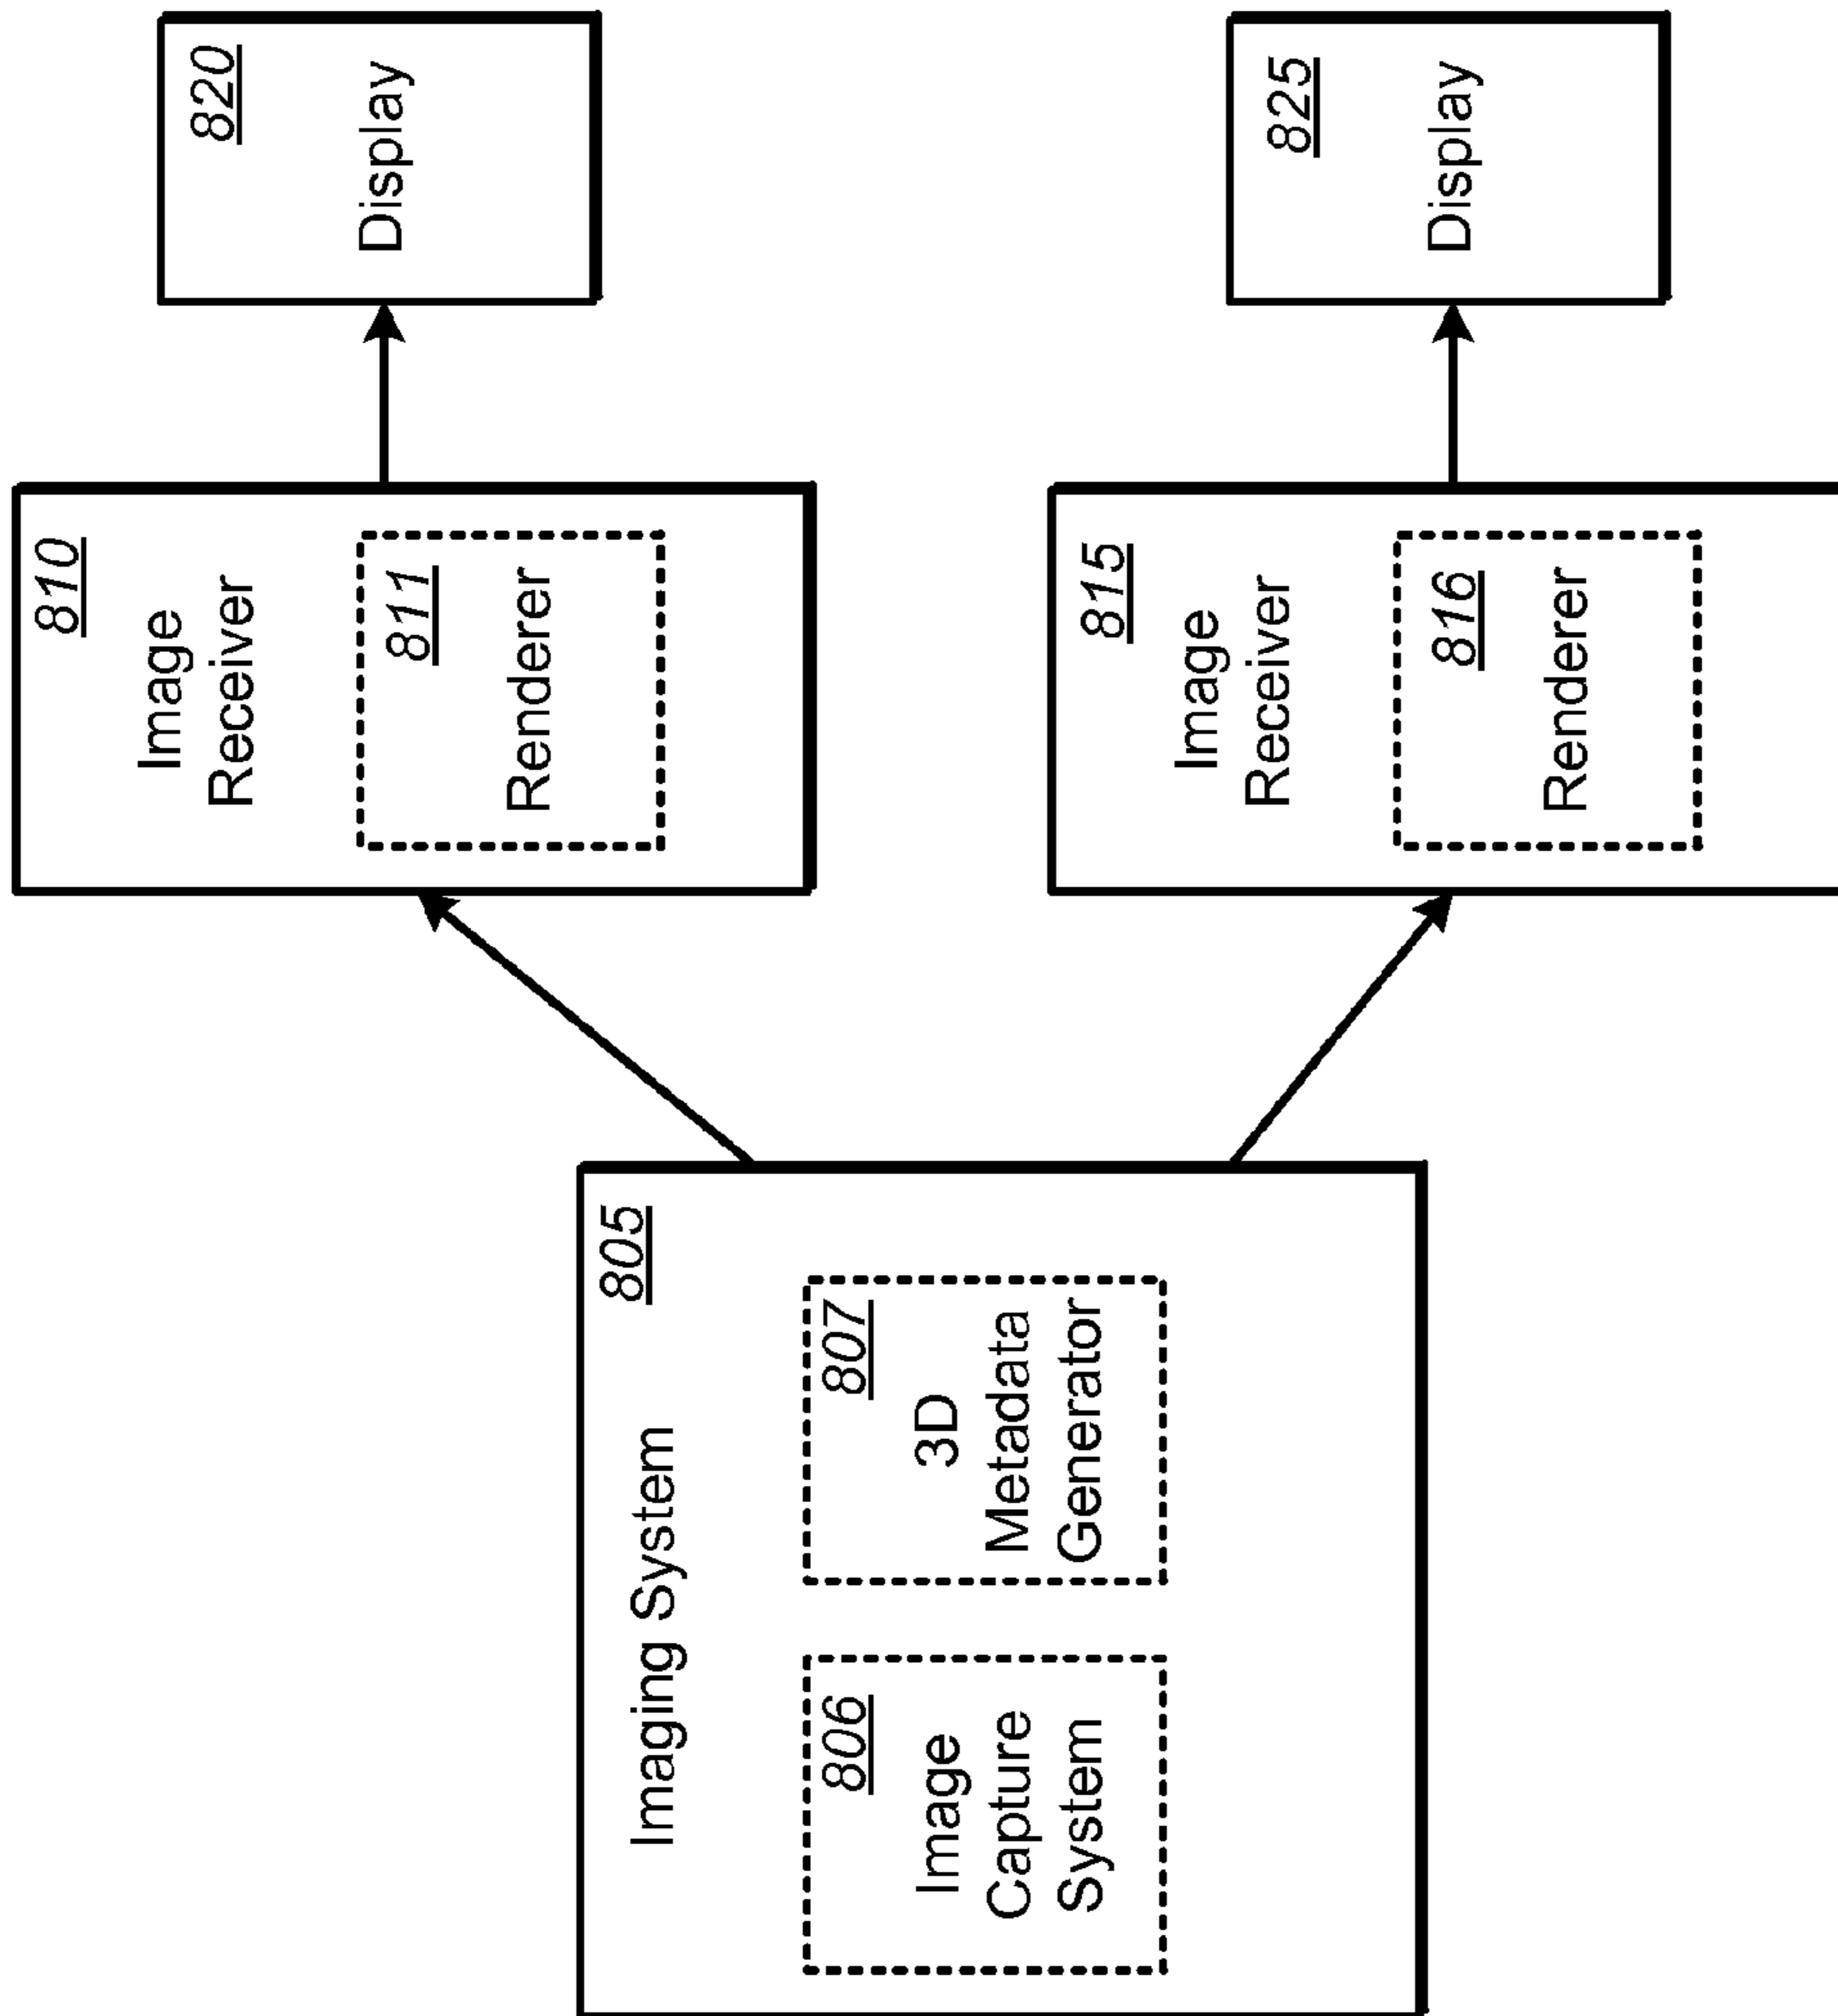 805
Imaging System
806
Image
Capture
System
807
3D
Metadata
Generator
810
Image
Receiver
811
Renderer
820
Display
815
Image
Receiver
816
Renderer
825
Display